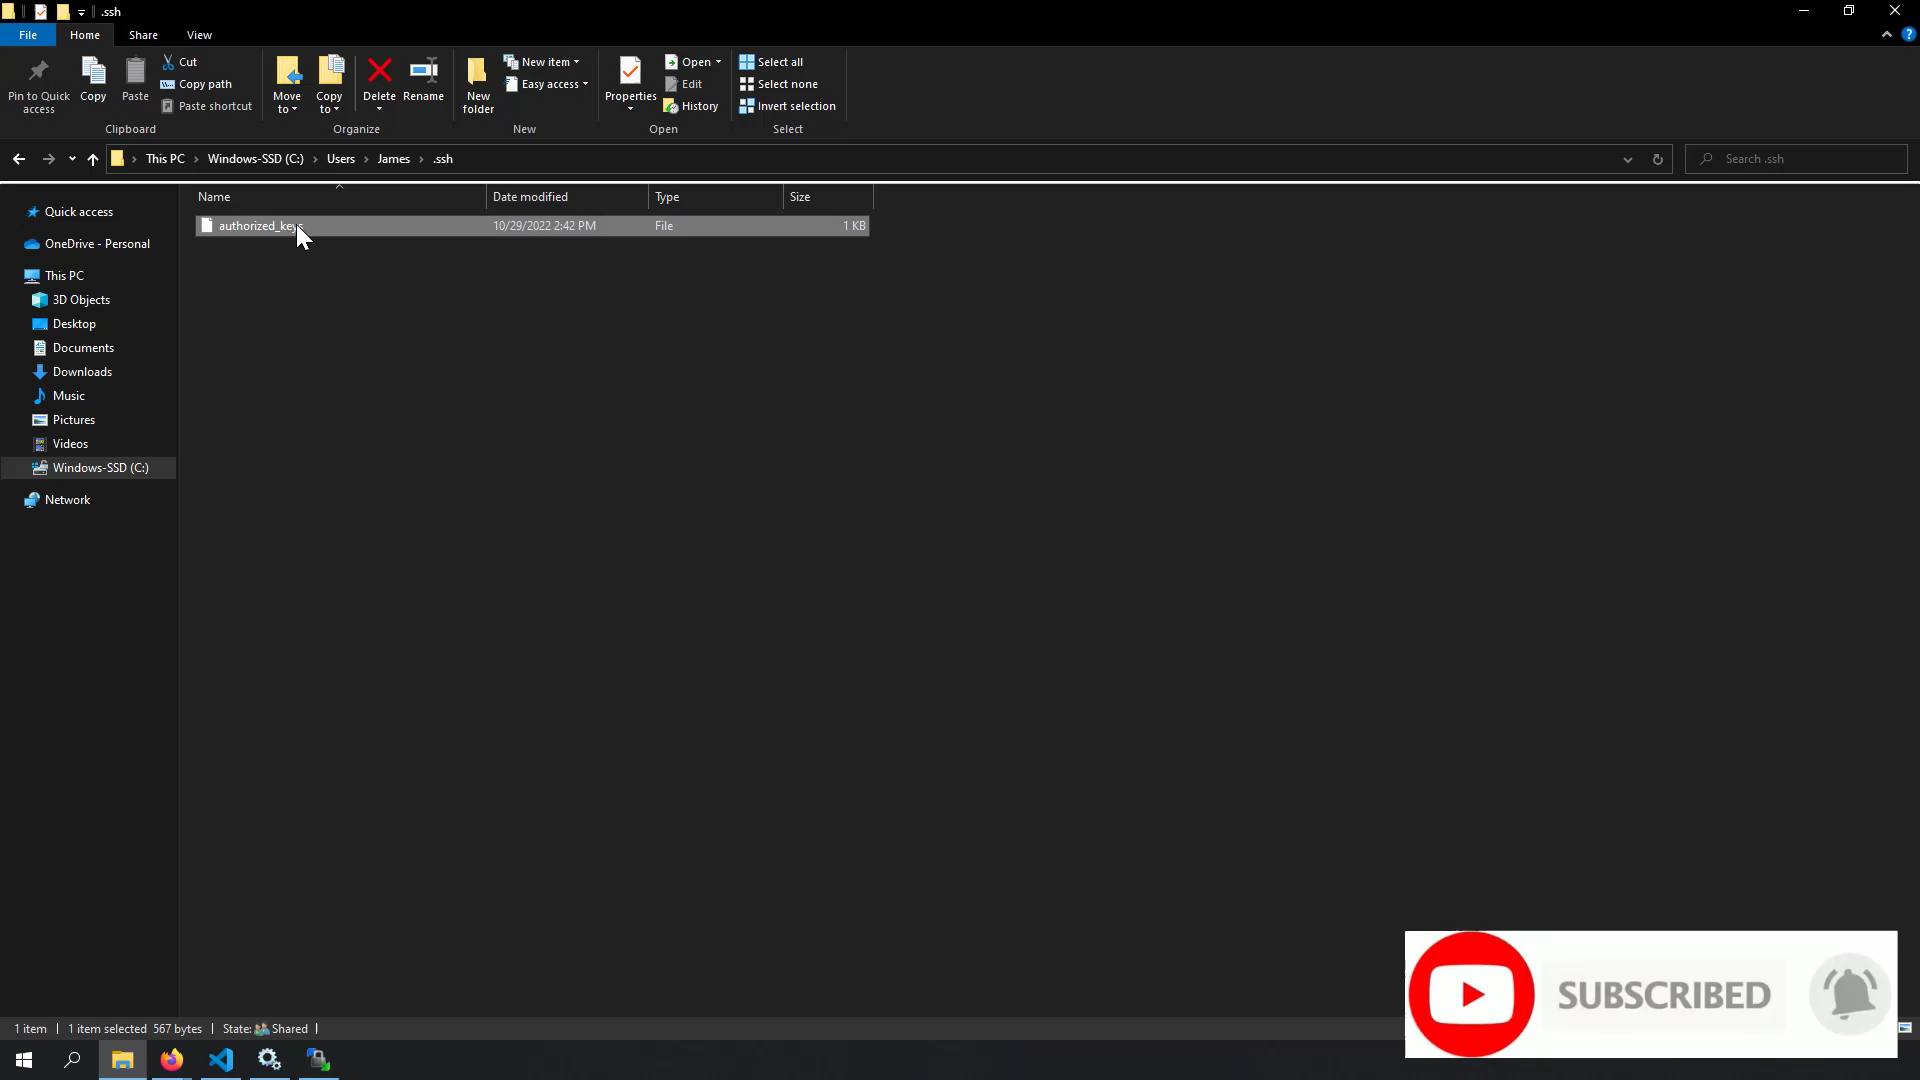 .ssh
File
Home
Share
View
Pin to Quick access
Copy
Paste
Cut
Copy path
Paste shortcut
Clipboard
Move to
Copy to
Delete
Rename
Organize
New folder
New item
Easy access
New
Properties
Open
Edit
History
Open
Select all
Select none
Invert selection
Select
This PC
Windows-SSD (C:)
Users
James
.ssh
Search .ssh
Name
Date modified
Type
Size
authorized_keys
10/29/2022 2:42 PM
File
1 KB
Quick access
OneDrive - Personal
This PC
3D Objects
Desktop
Documents
Downloads
Music
Pictures
Videos
Windows-SSD (C:)
Network
SUBSCRIBED
1 item
1 item selected 567 bytes
State: Shared